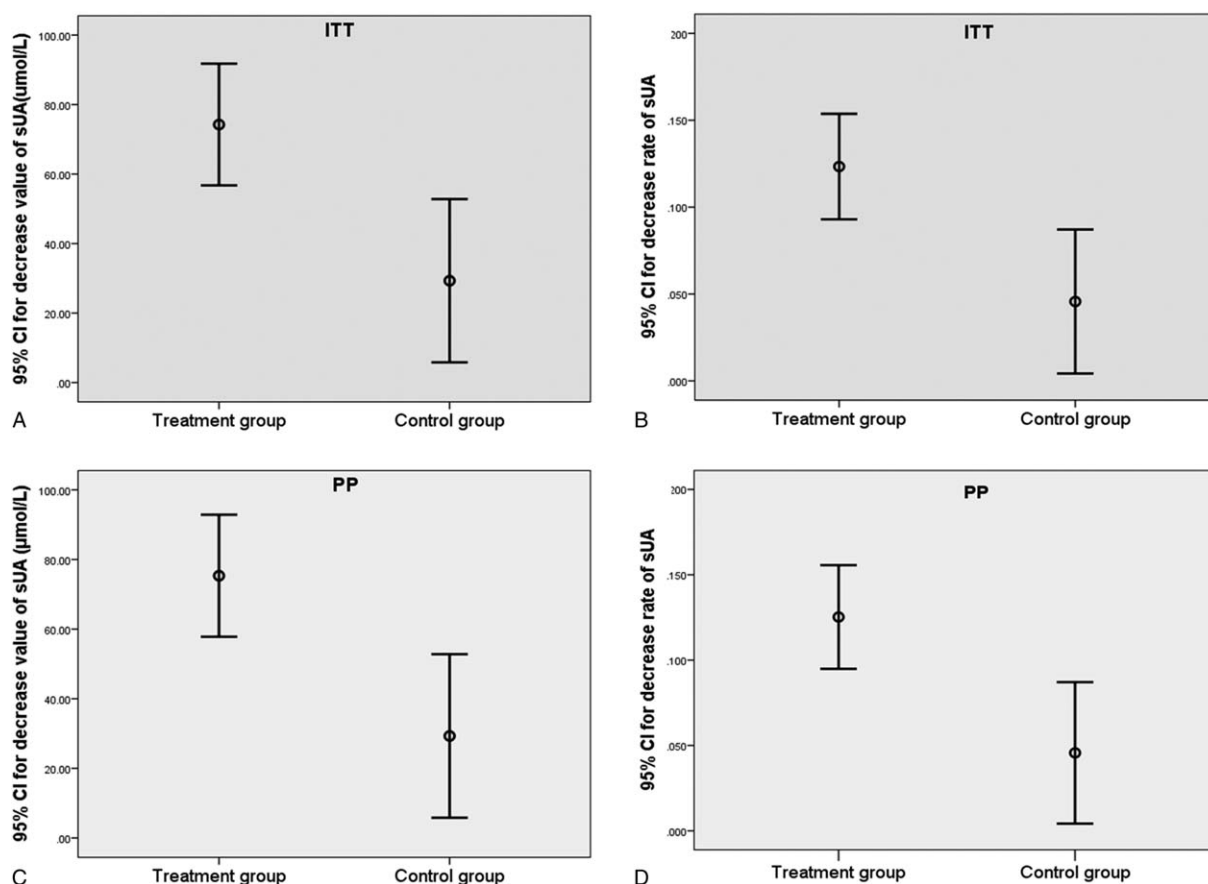 ITT
95% CI for decrease value of sUA(umol/L)
100.00
80.00
60.00
40.00
20.00
.00
Treatment group
Control group
A
ITT
95% CI for decrease rate of sUA
.200
.150
.100
.050
.000
Treatment group
Control group
B
PP
95% CI for decrease value of sUA (μmol/L)
100.00
80.00
60.00
40.00
20.00
.00
Treatment group
Control group
C
PP
95% CI for decrease rate of sUA
.200
.150
.100
.050
.000
Treatment group
Control group
D